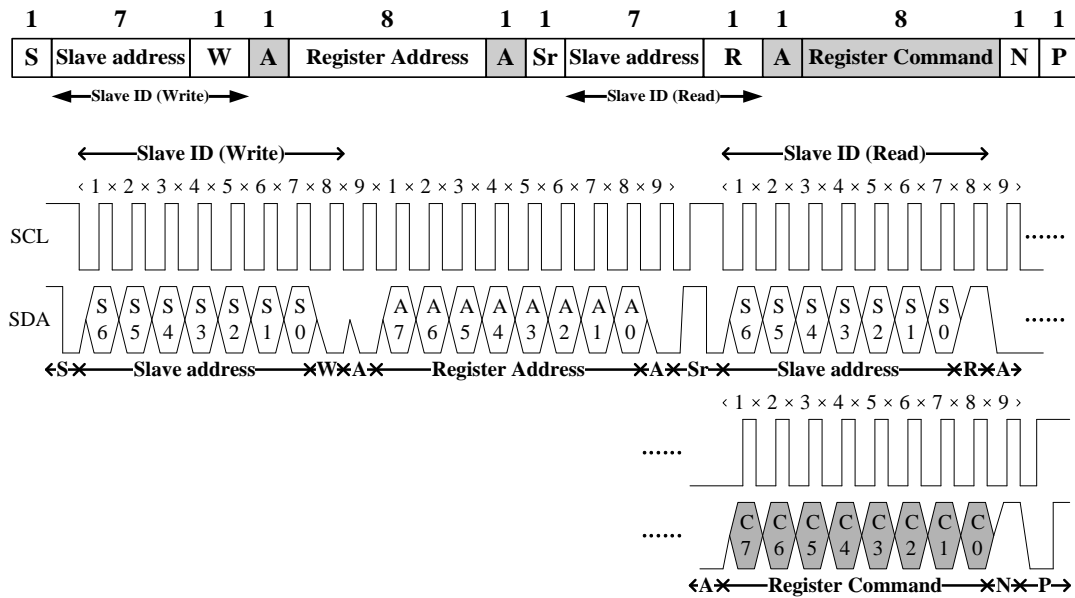 1 7 1 1 8 1 1 7 1 1 8 1 1
S Slave address W A Register Address A Sr Slave address R A Register Command N P
Slave ID (Write) Slave ID (Read)
Slave ID (Write) Slave ID (Read)
1 × 2 × 3 × 4 × 5 × 6 × 7 × 8 × 9 × 1 × 2 × 3 × 4 × 5 × 6 × 7 × 8 × 9 1 × 2 × 3 × 4 × 5 × 6 × 7 × 8 × 9
SCL ......
SDA S6 S5 S4 S3 S2 S1 S0 A7 A6 A5 A4 A3 A2 A1 A0 S6 S5 S4 S3 S2 S1 S0 ......
S Slave address W A Register Address A Sr Slave address R A
1 × 2 × 3 × 4 × 5 × 6 × 7 × 8 × 9
......
...... C7 C6 C5 C4 C3 C2 C1 C0
A Register Command N P